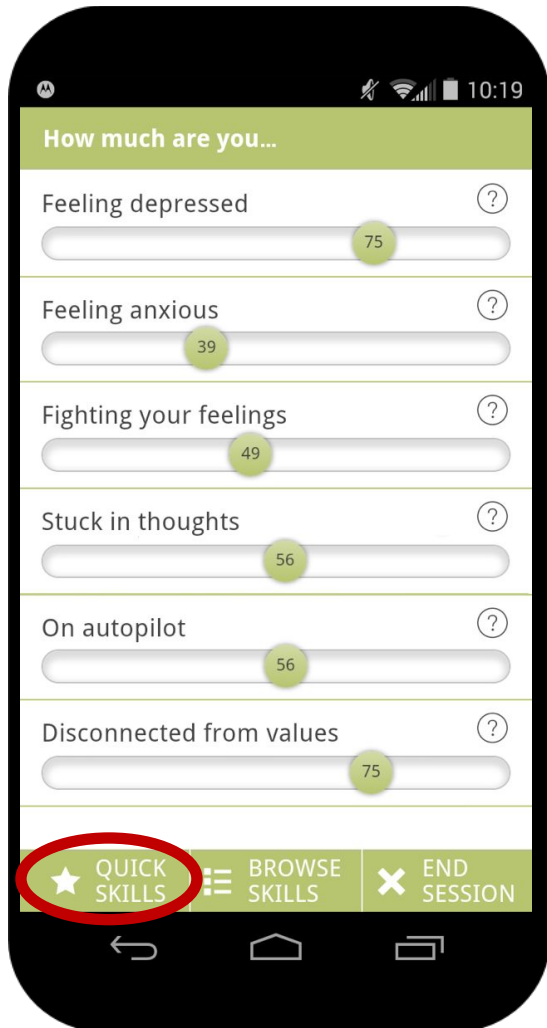 10:19
How much are you...
Feeling depressed
?
75
Feeling anxious
?
39
Fighting your feelings
?
49
Stuck in thoughts
?
56
On autopilot
?
56
Disconnected from values
?
75
QUICK
SKILLS
BROWSE
SKILLS
END
SESSION